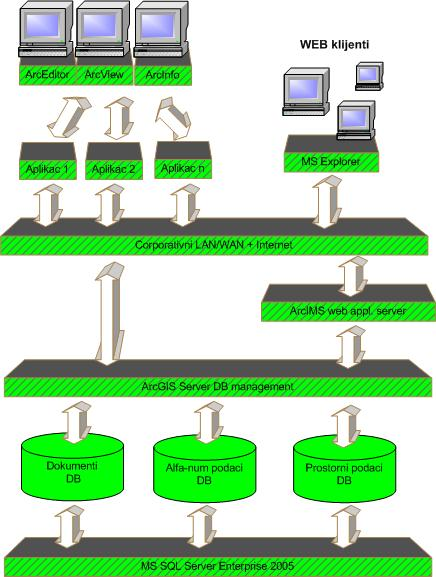 WEB klijenti
ArcEditor
ArcView
ArcInfo
Aplikac 1
Aplikac 2
Aplikac n
MS Explorer
Corporativni LAN/WAN + Internet
ArcIMS web appl. server
ArcGIS Server DB management
Dokumenti
DB
Alfa-num podaci
DB
Prostorni podaci
DB
MS SQL Server Enterprise 2005